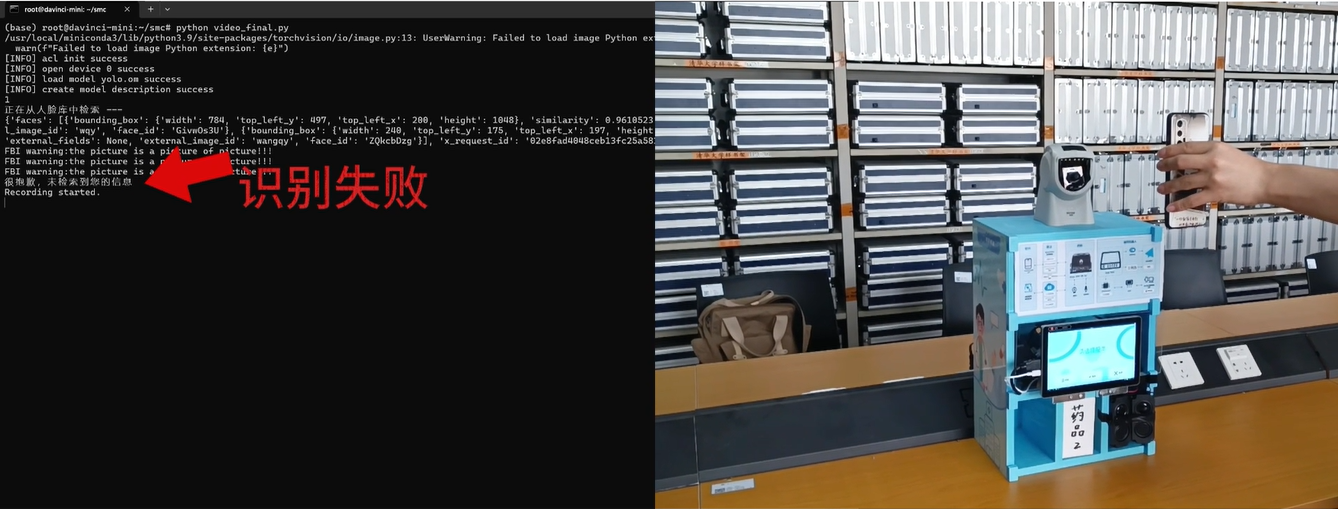 root@davinci-mini: ~/smc
(base) root@davinci-mini:~/smc# python video_final.py
/usr/local/miniconda3/lib/python3.9/site-packages/torchvision/io/image.py:13: UserWarning: Failed to load image Python ex
warn(f"Failed to load image Python extension: {e}")
[INFO] acl init success
[INFO] open device 0 success
[INFO] load model yolo.om success
[INFO] create model description success
1
正在从人脸库中检索 ---
{'faces': [{'bounding_box': {'width': 784, 'top_left_y': 497, 'top_left_x': 200, 'height': 1048}, 'similarity': 0.9610523
l_image_id': 'wqy', 'face_id': 'GivmOs3U'}, {'bounding_box': {'width': 240, 'top_left_y': 175, 'top_left_x': 197, 'height
'external_fields': None, 'external_image_id': 'wangqy', 'face_id': 'ZQkcbDzg'}], 'x_request_id': '02e8fad4048ceb13fc25a58
FBI warning:the picture is a picture of picture!!!
FBI warning:the picture is a picture!!!
FBI warning:the picture is a
很抱歉，未检索到您的信息
Recording started.
识别失败
药品
2